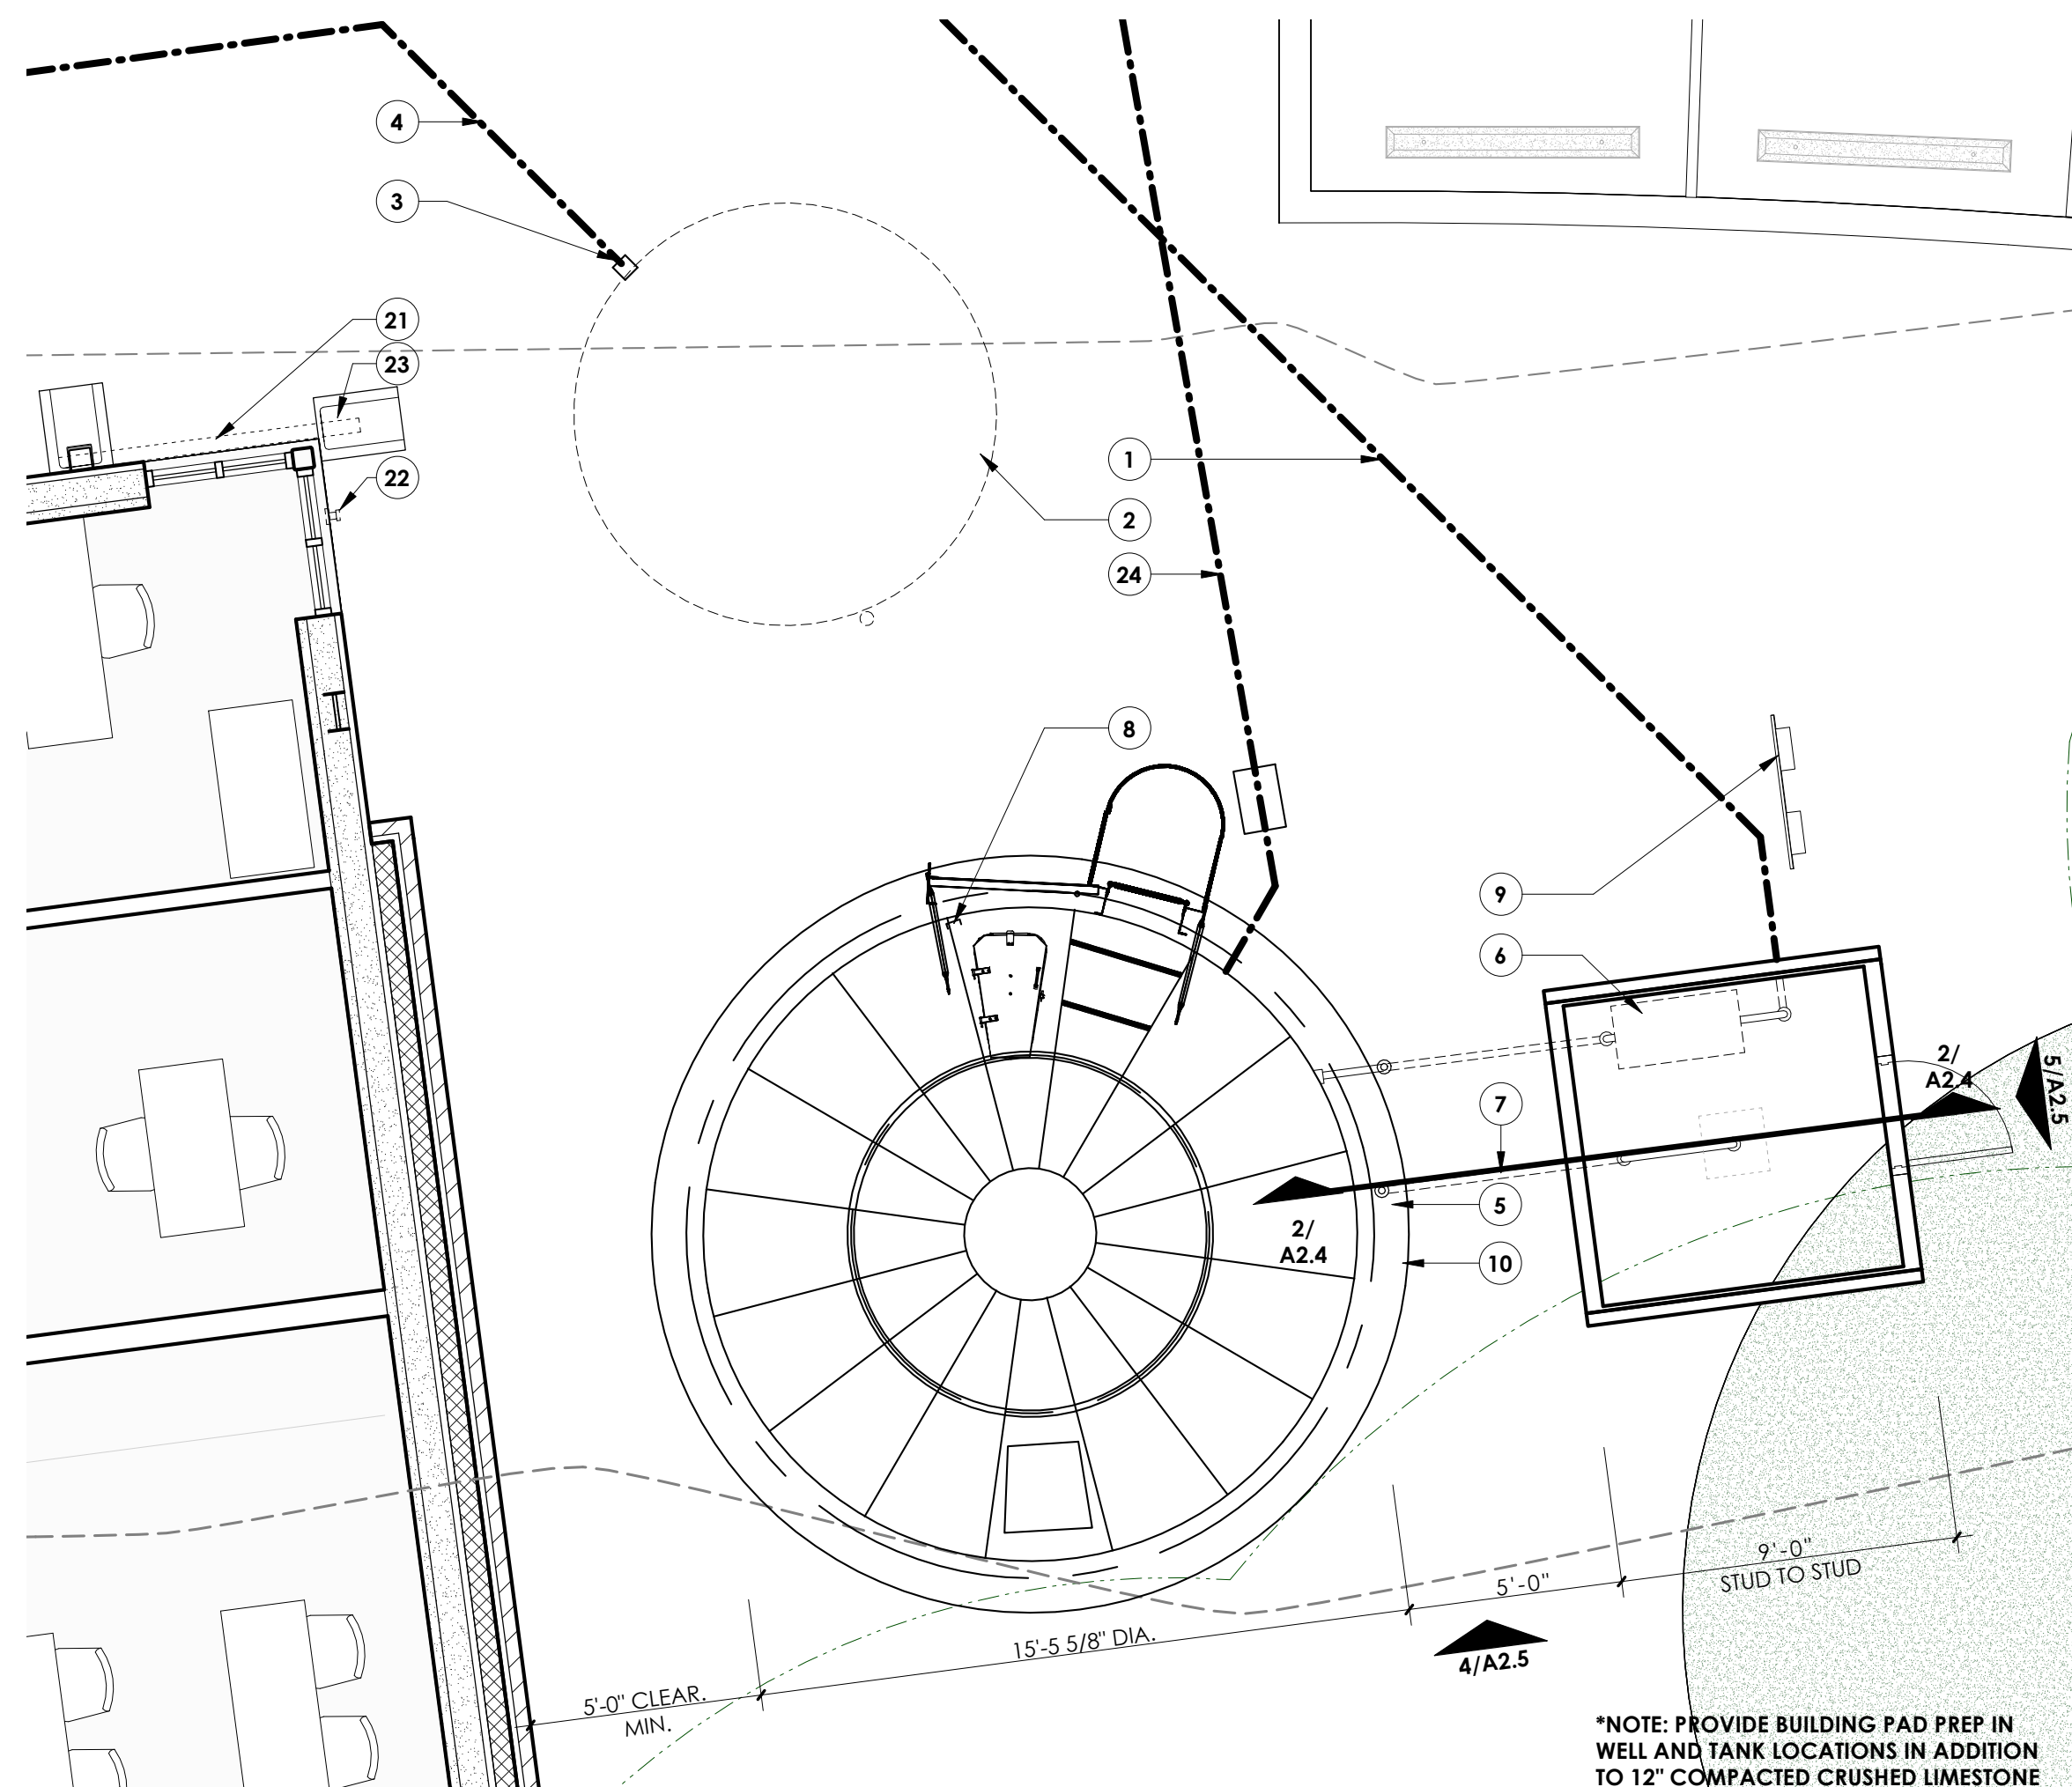 4
3
21
23
22
1
2
24
8
9
6
2/
A2.4
5/A2.5
7
5
2/
A2.4
10
9'-0"
STUD TO STUD
5'-0"
15'-5 5/8" DIA.
4/A2.5
5'-0" CLEAR.
MIN.
*NOTE: PROVIDE BUILDING PAD PREP IN
WELL AND TANK LOCATIONS IN ADDITION
TO 12" COMPACTED CRUSHED LIMESTONE